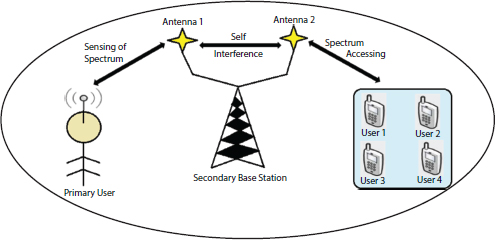 Antenna 1
Antenna 2
Sensing of
Spectrum
Self
Interference
Spectrum
Accessing
User 1
User 2
User 3
User 4
Primary User
Secondary Base Station